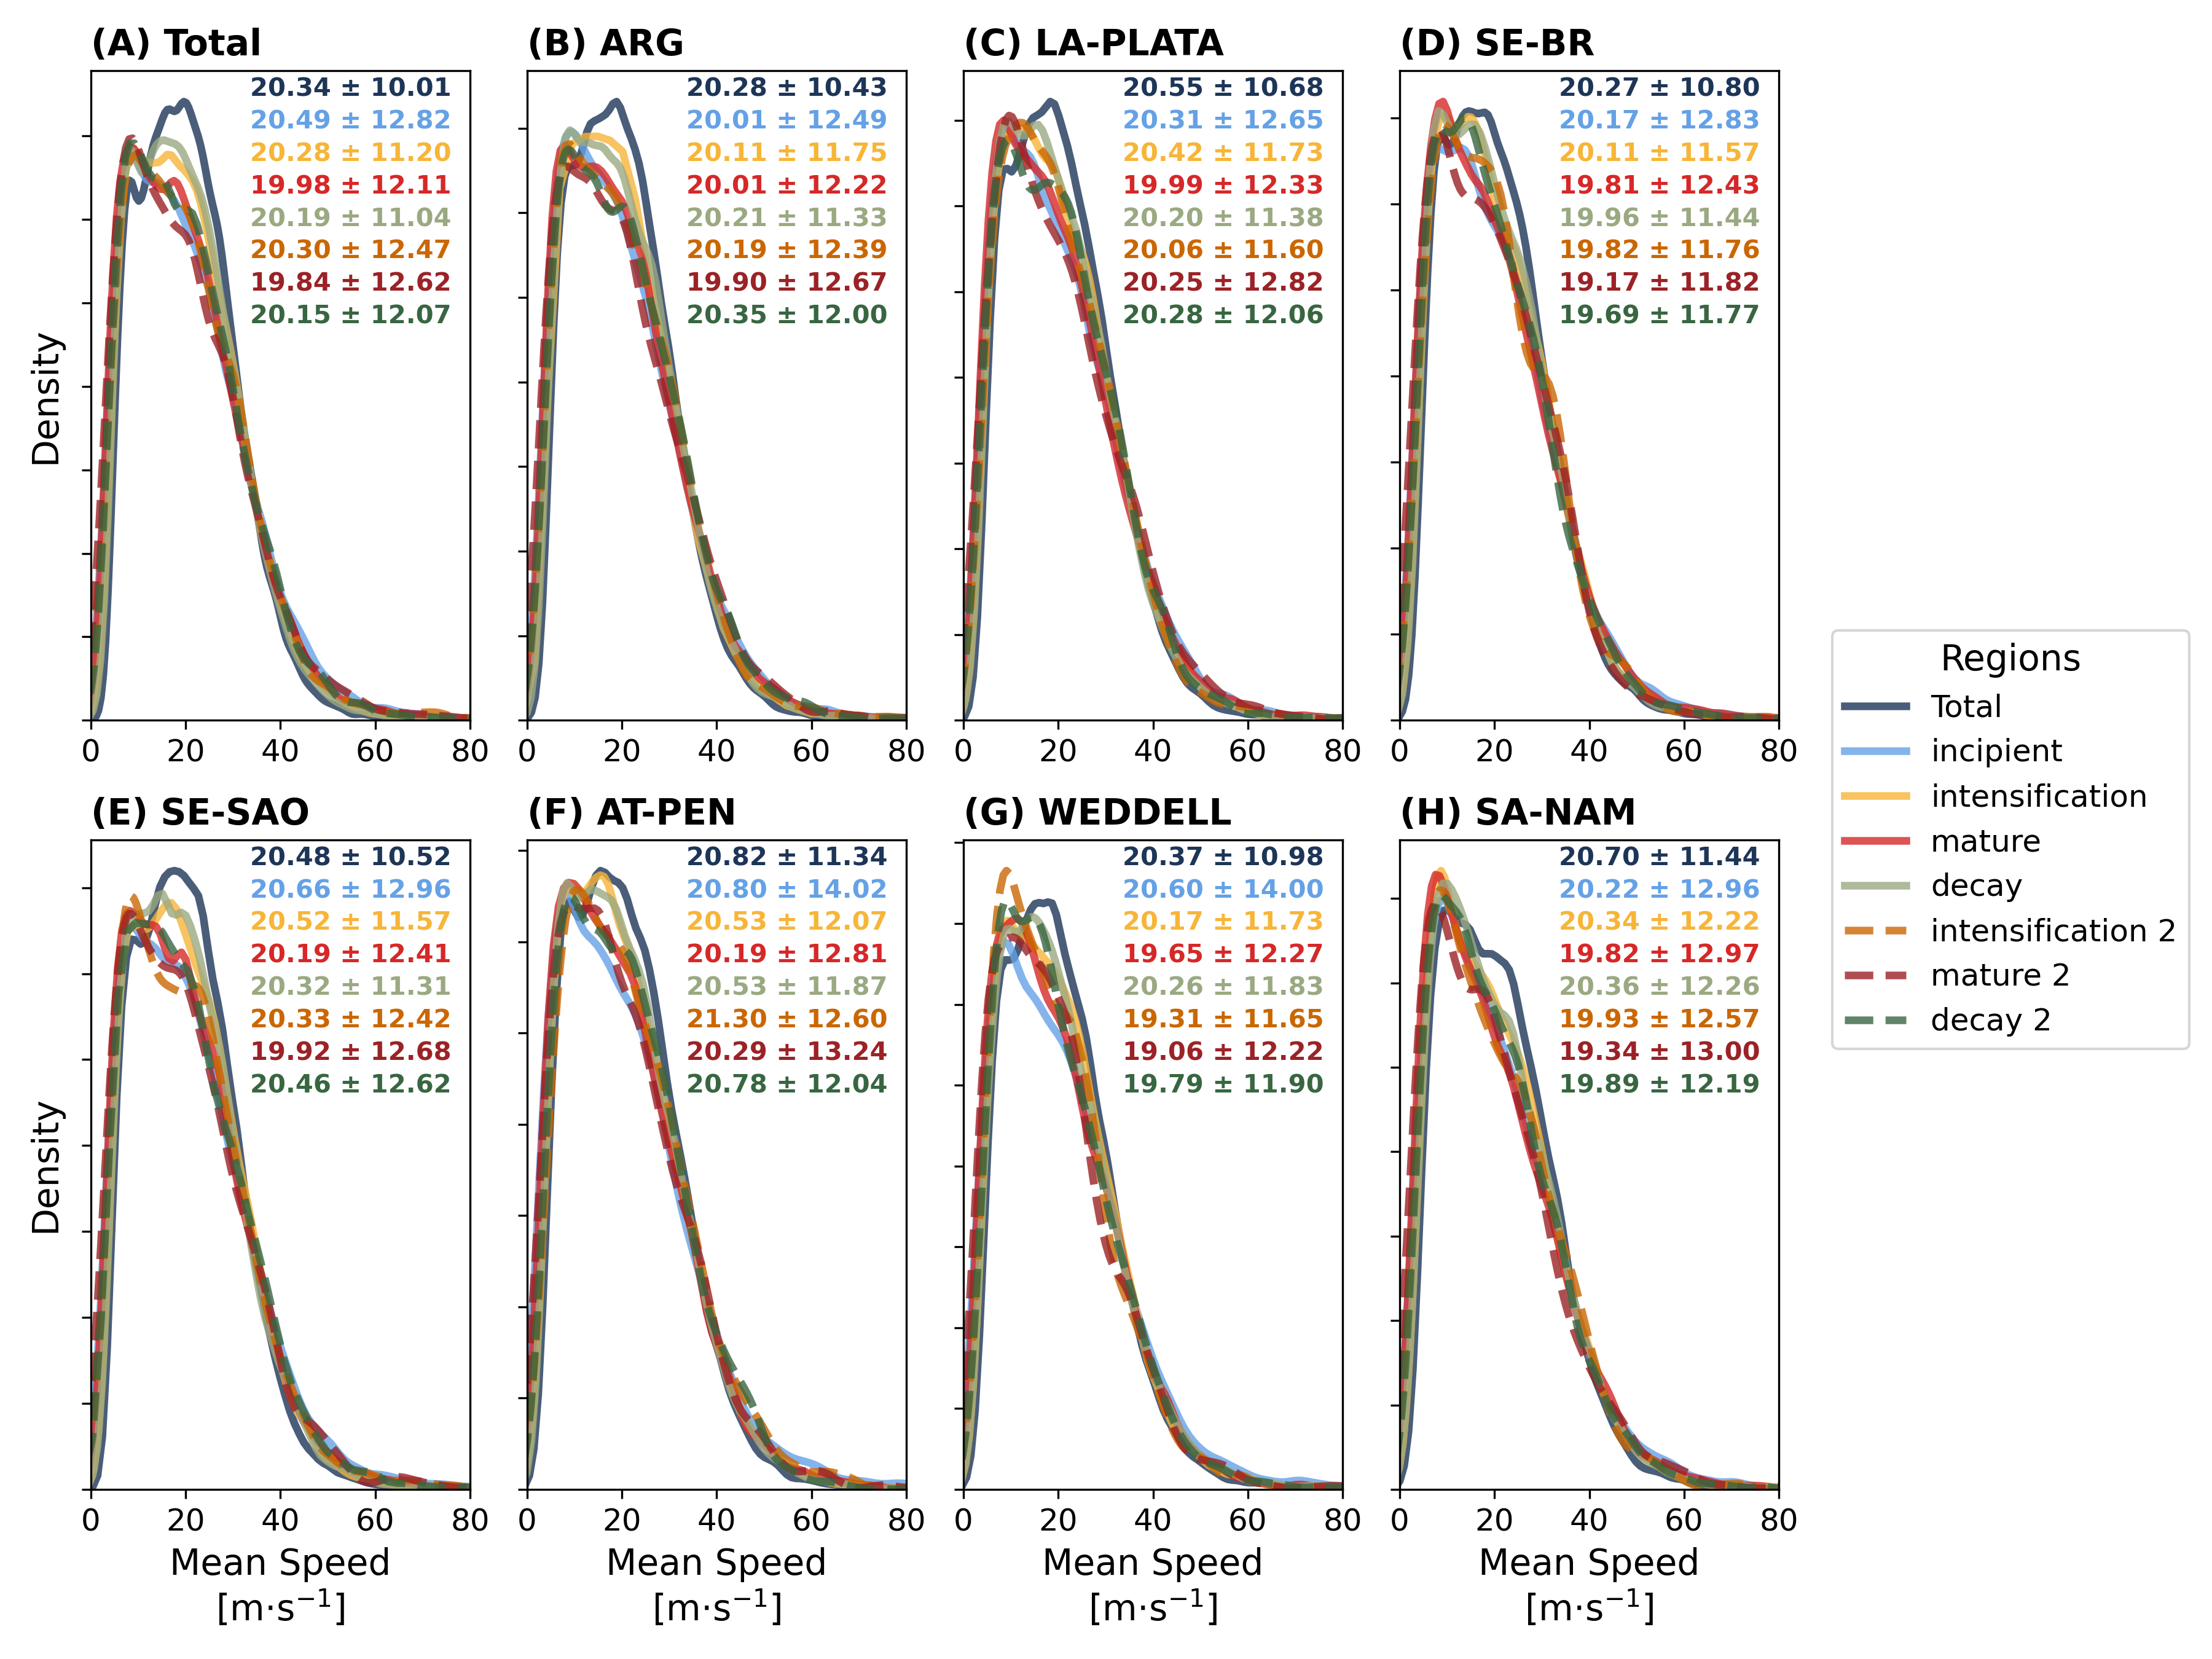 (A) Total
20.34 ± 10.01
20.49 ± 12.82
20.28 ± 11.20
19.98 ± 12.11
20.19 ± 11.04
20.30 ± 12.47
19.84 ± 12.62
20.15 ± 12.07
Density
0 20 40 60 80
(B) ARG
20.28 ± 10.43
20.01 ± 12.49
20.11 ± 11.75
20.01 ± 12.22
20.21 ± 11.33
20.19 ± 12.39
19.90 ± 12.67
20.35 ± 12.00
0 20 40 60 80
(C) LA-PLATA
20.55 ± 10.68
20.31 ± 12.65
20.42 ± 11.73
19.99 ± 12.33
20.20 ± 11.38
20.06 ± 11.60
20.25 ± 12.82
20.28 ± 12.06
0 20 40 60 80
(D) SE-BR
20.27 ± 10.80
20.17 ± 12.83
20.11 ± 11.57
19.81 ± 12.43
19.96 ± 11.44
19.82 ± 11.76
19.17 ± 11.82
19.69 ± 11.77
0 20 40 60 80
(E) SE-SAO
20.48 ± 10.52
20.66 ± 12.96
20.52 ± 11.57
20.19 ± 12.41
20.32 ± 11.31
20.33 ± 12.42
19.92 ± 12.68
20.46 ± 12.62
Density
0 20 40 60 80
Mean Speed
[m·s⁻¹]
(F) AT-PEN
20.82 ± 11.34
20.80 ± 14.02
20.53 ± 12.07
20.19 ± 12.81
20.53 ± 11.87
21.30 ± 12.60
20.29 ± 13.24
20.78 ± 12.04
0 20 40 60 80
Mean Speed
[m·s⁻¹]
(G) WEDDELL
20.37 ± 10.98
20.60 ± 14.00
20.17 ± 11.73
19.65 ± 12.27
20.26 ± 11.83
19.31 ± 11.65
19.06 ± 12.22
19.79 ± 11.90
0 20 40 60 80
Mean Speed
[m·s⁻¹]
(H) SA-NAM
20.70 ± 11.44
20.22 ± 12.96
20.34 ± 12.22
19.82 ± 12.97
20.36 ± 12.26
19.93 ± 12.57
19.34 ± 13.00
19.89 ± 12.19
0 20 40 60 80
Mean Speed
[m·s⁻¹]
Regions
Total
incipient
intensification
mature
decay
intensification 2
mature 2
decay 2